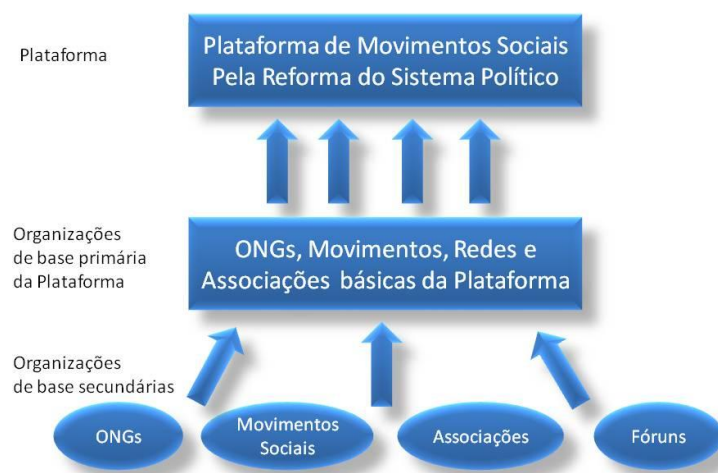 Plataforma
Plataforma de Movimentos Sociais
Pela Reforma do Sistema Político
Organizações
de base primária
da Plataforma
ONGs, Movimentos, Redes e
Associações básicas da Plataforma
Organizações
de base secundárias
ONGs
Movimentos
Sociais
Associações
Fóruns